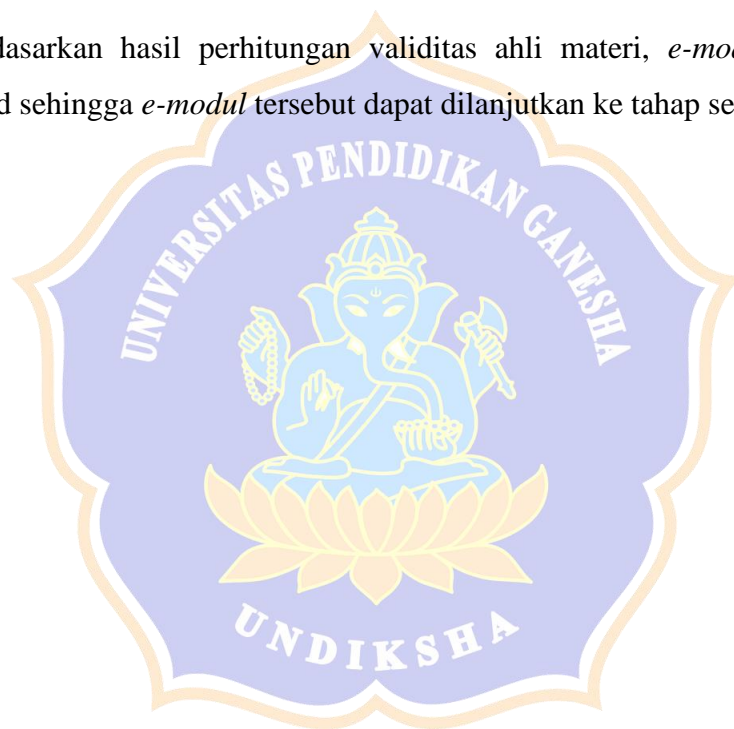 dasarkan hasil perhitungan validitas ahli materi, e-mod
d sehingga e-modul tersebut dapat dilanjutkan ke tahap se
UNIVERSITAS PENDIDIKAN GANESHA
UNDIKSHA